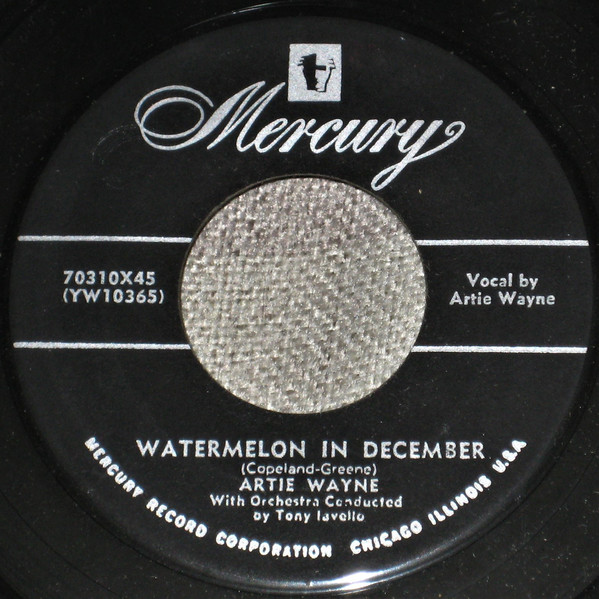 Mercury
70310X45
(YW10365)
Vocal by
Artie Wayne
WATERMELON IN DECEMBER
(Copeland-Greene)
ARTIE WAYNE
With Orchestra Conducted
by Tony Iavello
MERCURY RECORD CORPORATION CHICAGO ILLINOIS U.S.A